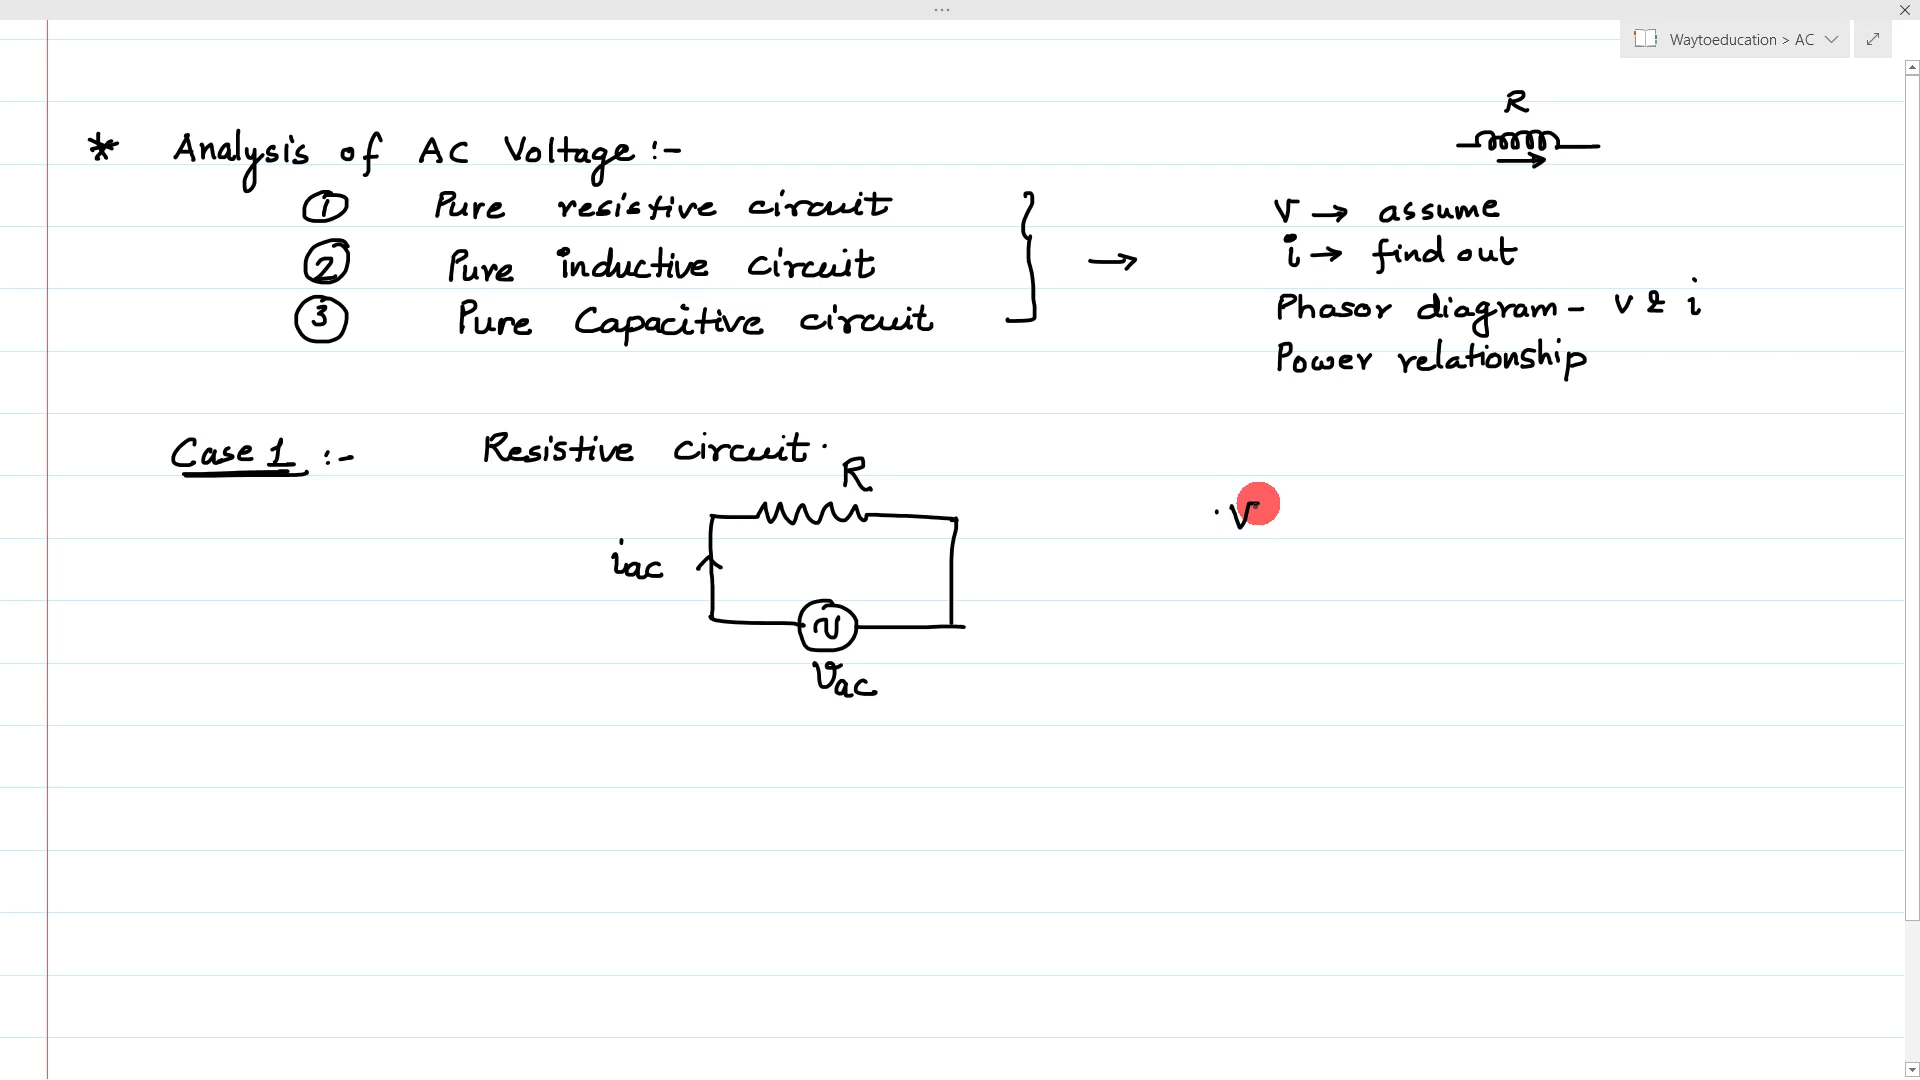 Waytoeducation > AC
R
* Analysis of AC Voltage :-
① Pure resistive circuit
② Pure inductive circuit
③ Pure Capacitive circuit
→
V → assume
i → find out
Phasor diagram - V & i
Power relationship
Case 1 :- Resistive circuit.
R
iac
Vac
V